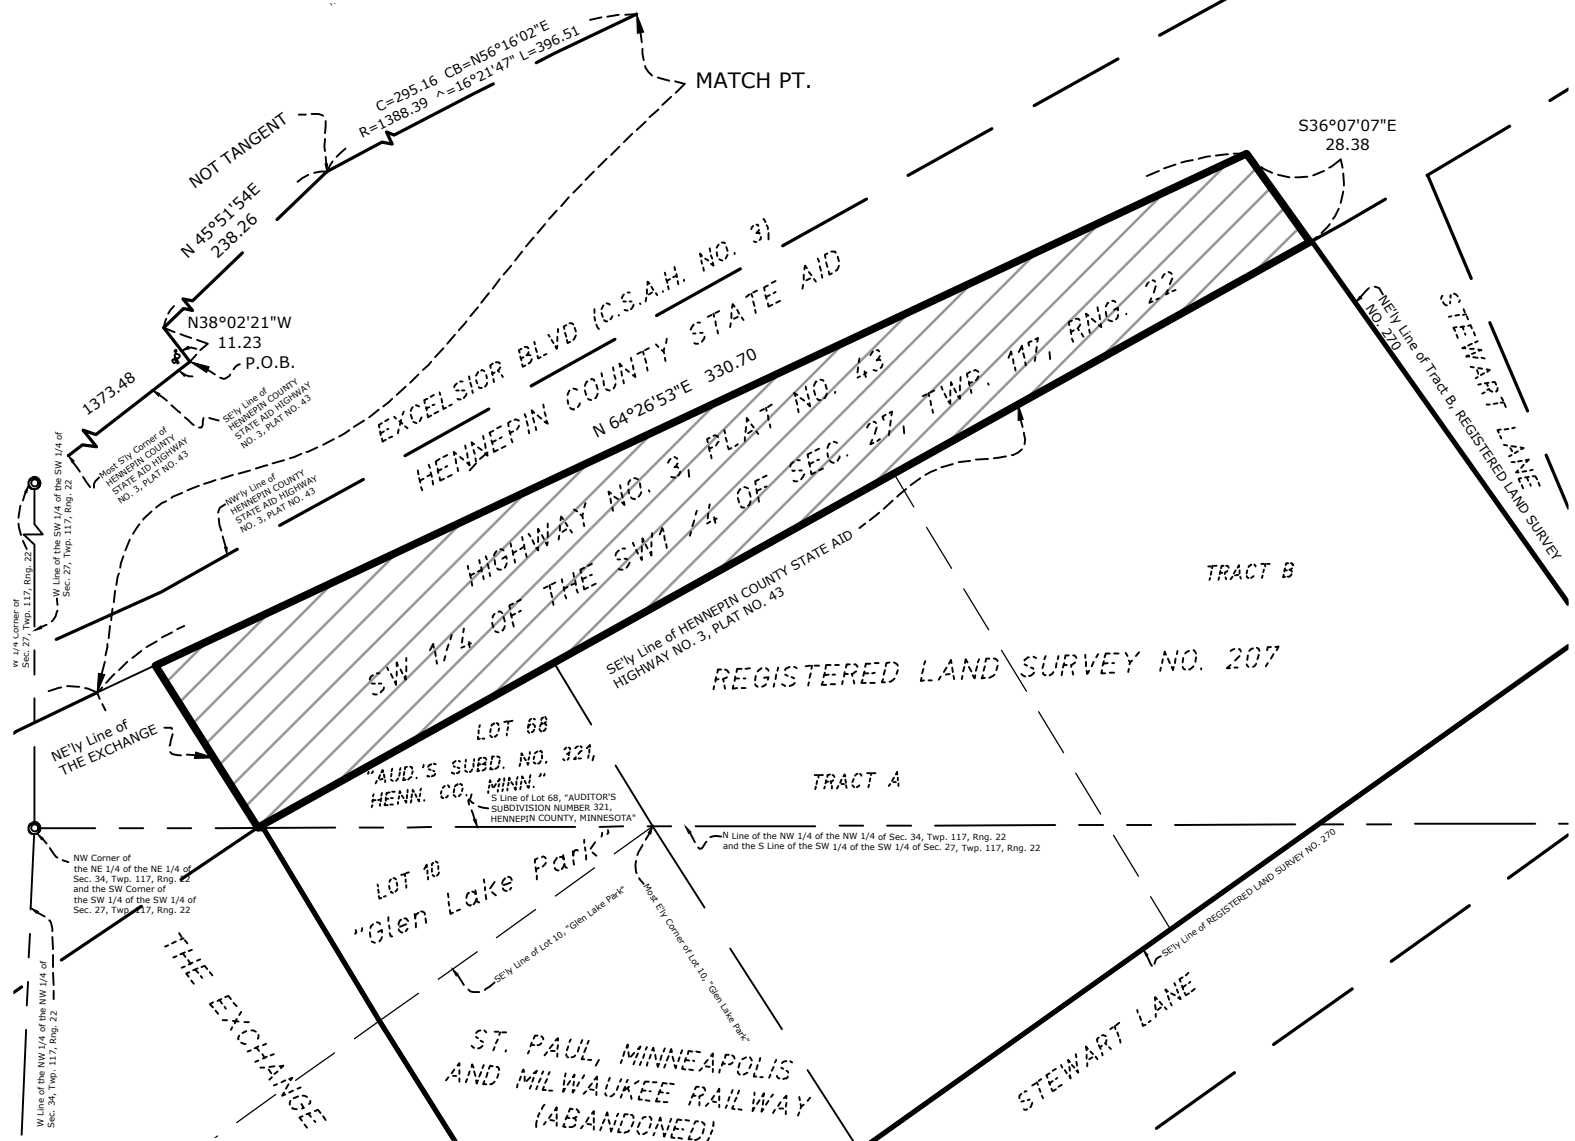 C=295.16 CB=N56°16'02"E
R=1388.39 ^=16°21'47" L=396.51
MATCH PT.
NOT TANGENT
S36°07'07"E
28.38
N 45°51'54E
238.26
N38°02'21"W
11.23
P.O.B.
1373.48
SE'ly Line of
HENNEPIN COUNTY
STATE AID HIGHWAY
NO. 3, PLAT NO. 43
Most S'ly Corner of
HENNEPIN COUNTY
STATE AID HIGHWAY
NO. 3, PLAT NO. 43
NW'ly Line of
HENNEPIN COUNTY
STATE AID HIGHWAY
NO. 3, PLAT NO. 43
EXCELSIOR BLVD (C.S.A.H. NO. 3)
HENNEPIN COUNTY STATE AID
N 64°26'53"E 330.70
HIGHWAY NO. 3, PLAT NO. 43
SW 1/4 OF THE SW1 /4 OF SEC. 27, TWP. 117, RNG. 22
NE'ly Line of Tract B, REGISTERED LAND SURVEY
NO. 270
STEWART LANE
W Line of the SW 1/4 of the SW 1/4 of
Sec. 27, Twp. 117, Rng. 22
W 1/4 Corner of
Sec. 27, Twp. 117, Rng. 22
SE'ly Line of HENNEPIN COUNTY STATE AID
HIGHWAY NO. 3, PLAT NO. 43
TRACT B
REGISTERED LAND SURVEY NO. 207
NE'ly Line of
THE EXCHANGE
LOT 68
"AUD.'S SUBD. NO. 321,
HENN. CO., MINN."
TRACT A
S Line of Lot 68, "AUDITOR'S
SUBDIVISION NUMBER 321,
HENNEPIN COUNTY, MINNESOTA"
N Line of the NW 1/4 of the NW 1/4 of Sec. 34, Twp. 117, Rng. 22
and the S Line of the SW 1/4 of the SW 1/4 of Sec. 27, Twp. 117, Rng. 22
NW Corner of
the NE 1/4 of the NE 1/4 of
Sec. 34, Twp. 117, Rng. 22
and the SW Corner of
the SW 1/4 of the SW 1/4 of
Sec. 27, Twp. 117, Rng. 22
LOT 10
"Glen Lake Park"
SE'ly Line of Lot 10, "Glen Lake Park"
Most E'ly Corner of Lot 10, "Glen Lake Park"
SE'ly Line of REGISTERED LAND SURVEY NO. 270
THE EXCHANGE
W Line of the NW 1/4 of the NW 1/4 of
Sec. 34, Twp. 117, Rng. 22
ST. PAUL, MINNEAPOLIS
AND MILWAUKEE RAILWAY
(ABANDONED)
STEWART LANE